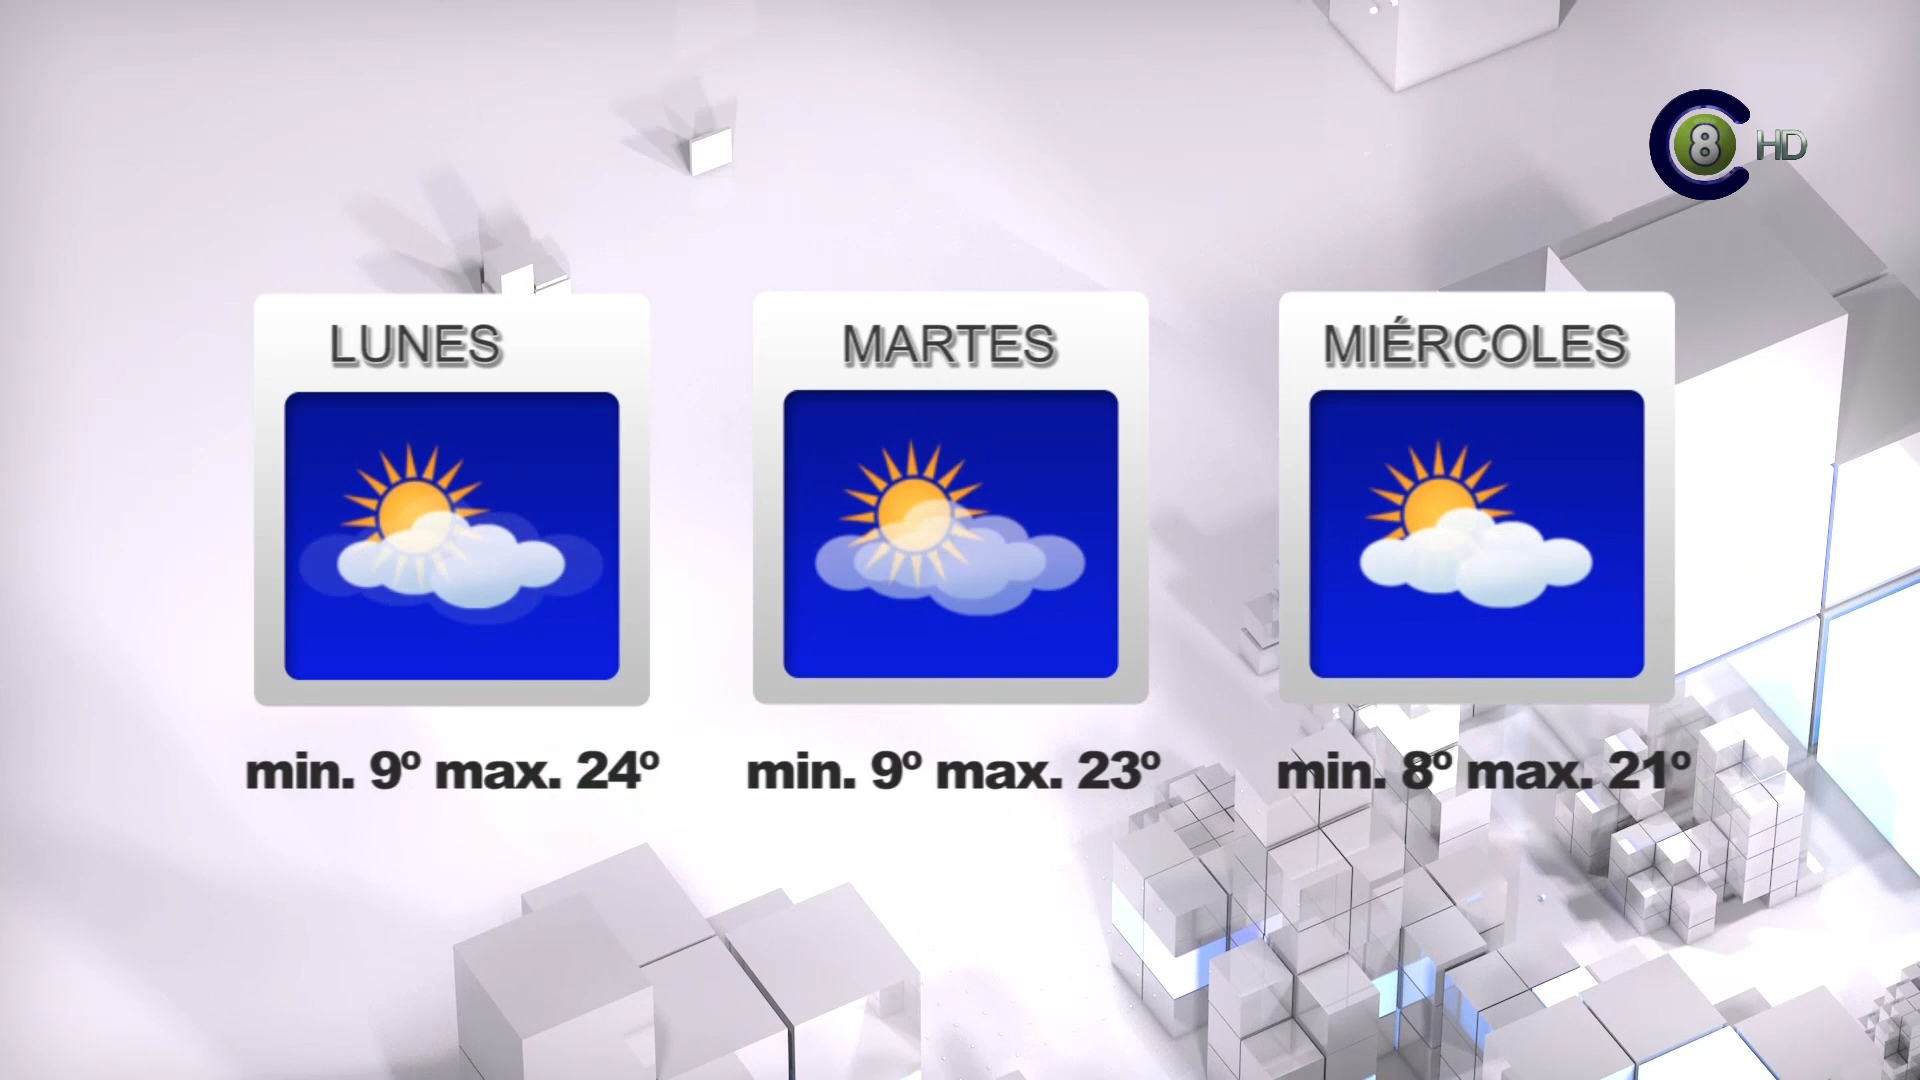 C 8 HD
LUNES
MARTES
MIÉRCOLES
min. 9º max. 24º
min. 9º max. 23º
min. 8º max. 21º